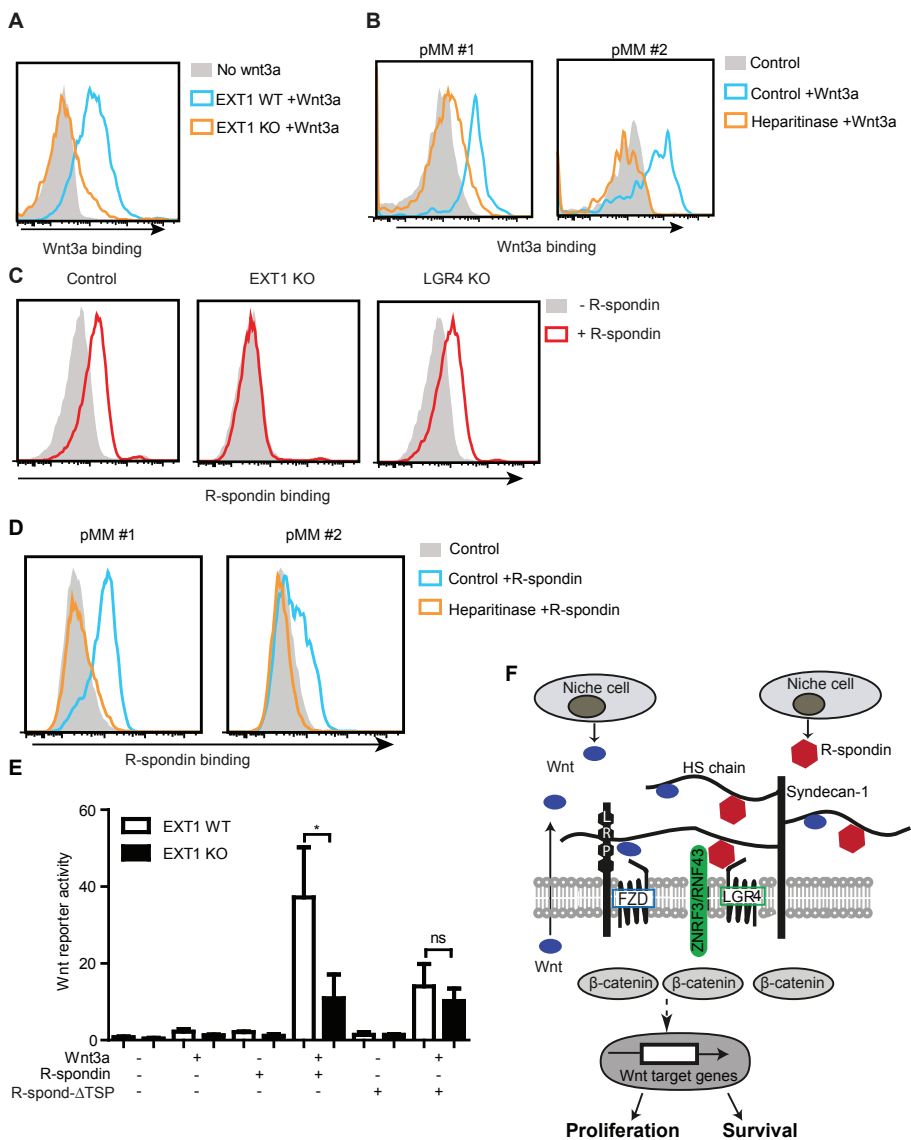 A
No wnt3a
EXT1 WT +Wnt3a
EXT1 KO +Wnt3a
Wnt3a binding
B
pMM #1
pMM #2
Control
Control +Wnt3a
Heparitinase +Wnt3a
Wnt3a binding
C
Control
EXT1 KO
LGR4 KO
- R-spondin
+ R-spondin
R-spondin binding
D
pMM #1
pMM #2
Control
Control +R-spondin
Heparitinase +R-spondin
R-spondin binding
E
Wnt reporter activity
60
40
20
0
EXT1 WT
EXT1 KO
*
ns
Wnt3a - + - + - +
R-spondin - - + + - -
R-spond-ΔTSP - - - - + +
F
Niche cell
Niche cell
Wnt
R-spondin
HS chain
Syndecan-1
LRP
FZD
ZNRF3/RNF43
LGR4
Wnt
β-catenin
β-catenin
β-catenin
Wnt target genes
Proliferation
Survival